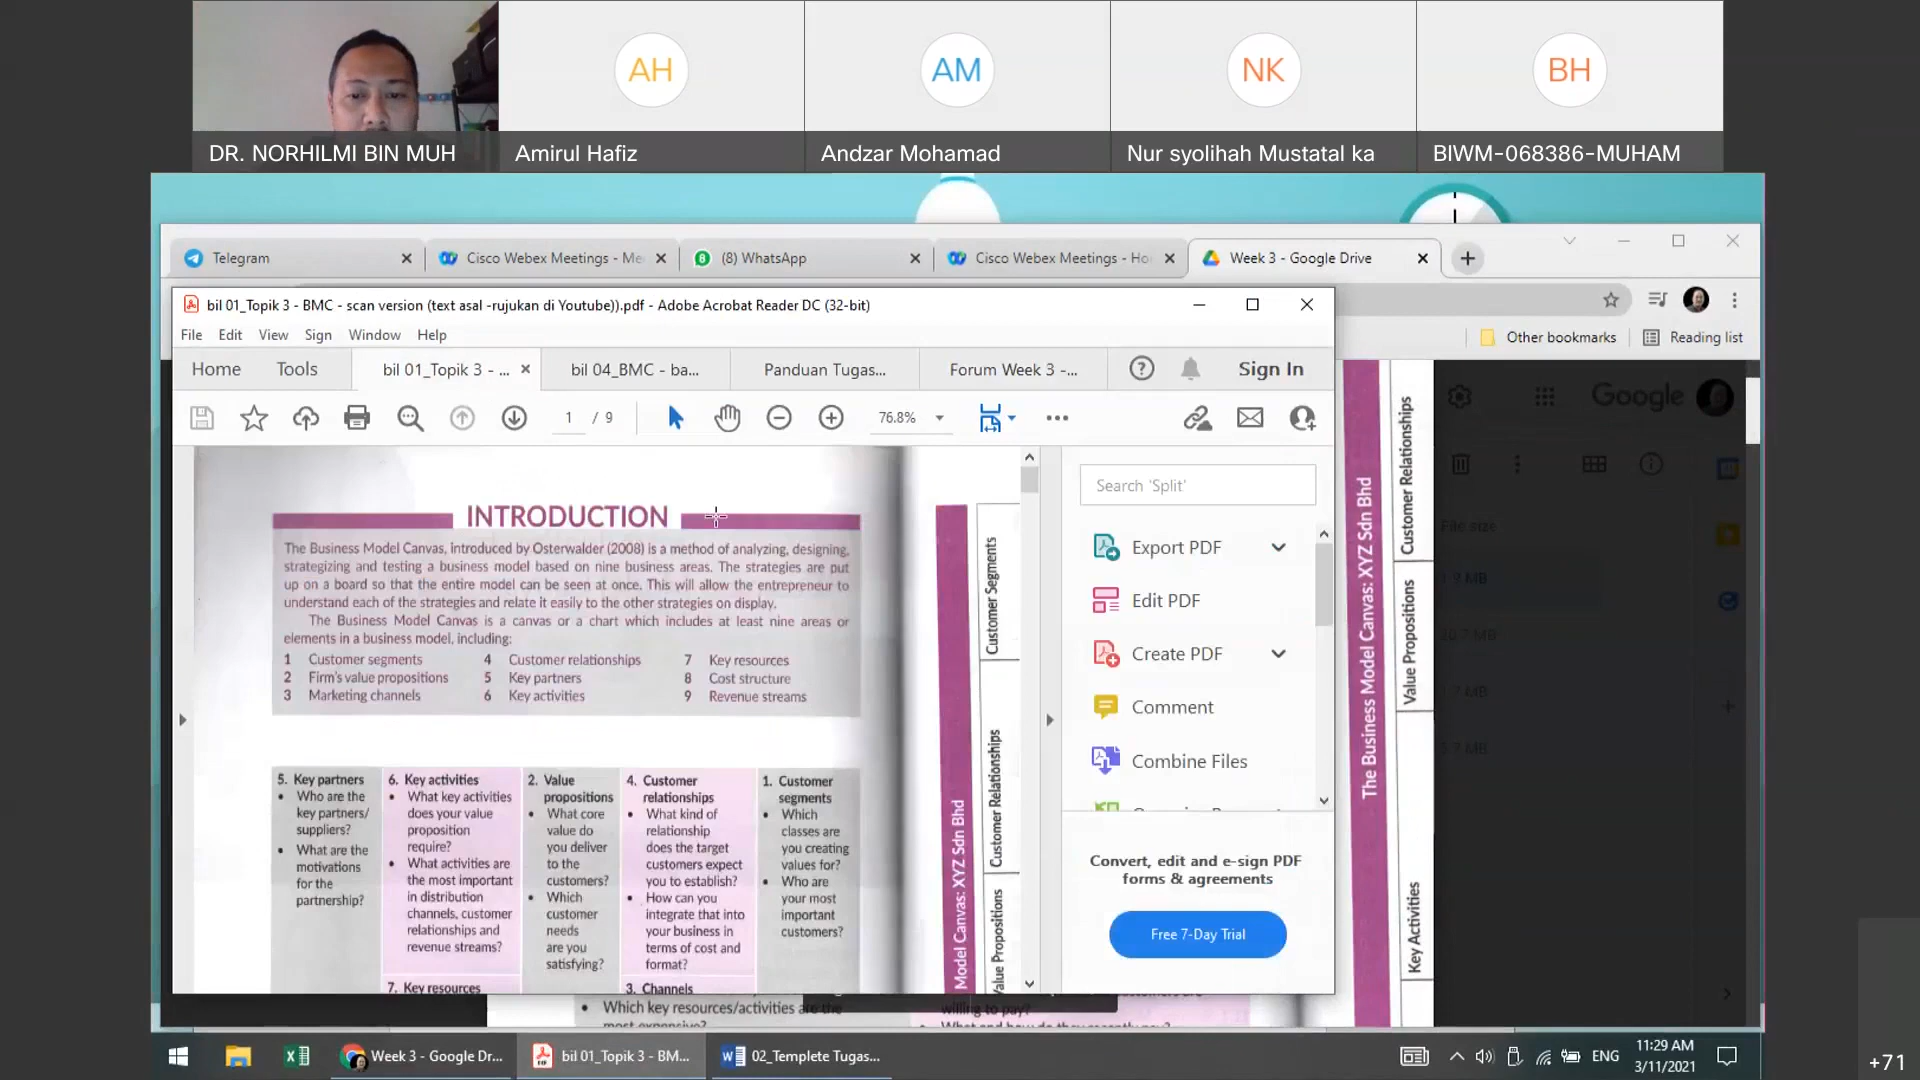 AH
AM
NK
BH
DR. NORHILMI BIN MUH
Amirul Hafiz
Andzar Mohamad
Nur syolihah Mustatal ka
BIWM-068386-MUHAM
Telegram
Cisco Webex Meetings - Me
(8) WhatsApp
Cisco Webex Meetings - Ho
Week 3 - Google Drive
bil 01_Topik 3 - BMC - scan version (text asal -rujukan di Youtube)).pdf - Adobe Acrobat Reader DC (32-bit)
File Edit View Sign Window Help
Other bookmarks
Reading list
Home Tools
bil 01_Topik 3 - ...
bil 04_BMC - ba...
Panduan Tugas...
Forum Week 3 -...
Sign In
1 / 9
76.8%
Google
INTRODUCTION
The Business Model Canvas, introduced by Osterwalder (2008) is a method of analyzing, designing,
strategizing and testing a business model based on nine business areas. The strategies are put
up on a board so that the entire model can be seen at once. This will allow the entrepreneur to
understand each of the strategies and relate it easily to the other strategies on display.
The Business Model Canvas is a canvas or a chart which includes at least nine areas or
elements in a business model, including:
1 Customer segments 4 Customer relationships 7 Key resources
2 Firm's value propositions 5 Key partners 8 Cost structure
3 Marketing channels 6 Key activities 9 Revenue streams
5. Key partners
• Who are the
key partners/
suppliers?
• What are the
motivations
for the
partnership?
6. Key activities
• What key activities
does your value
proposition
require?
• What activities are
the most important
in distribution
channels, customer
relationships and
revenue streams?
7. Key resources
2. Value
propositions
• What core
value do
you deliver
to the
customers?
• Which
customer
needs
are you
satisfying?
4. Customer
relationships
• What kind of
relationship
does the target
customers expect
you to establish?
• How can you
integrate that into
your business in
terms of cost and
format?
3. Channels
1. Customer
segments
• Which
classes are
you creating
values for?
• Who are
your most
important
customers?
Model Canvas: XYZ Sdn Bhd
Customer Segments
Customer Relationships
Value Propositions
Search 'Split'
Export PDF
Edit PDF
Create PDF
Comment
Combine Files
Convert, edit and e-sign PDF
forms & agreements
Free 7-Day Trial
The Business Model Canvas: XYZ Sdn Bhd
Customer Relationships
Value Propositions
Key Activities
File size
• Which key resources/activities are the
most expensive?
willing to pay?
Week 3 - Google Dr...
bil 01_Topik 3 - BM...
02_Templete Tugas...
ENG
11:29 AM
3/11/2021
+71